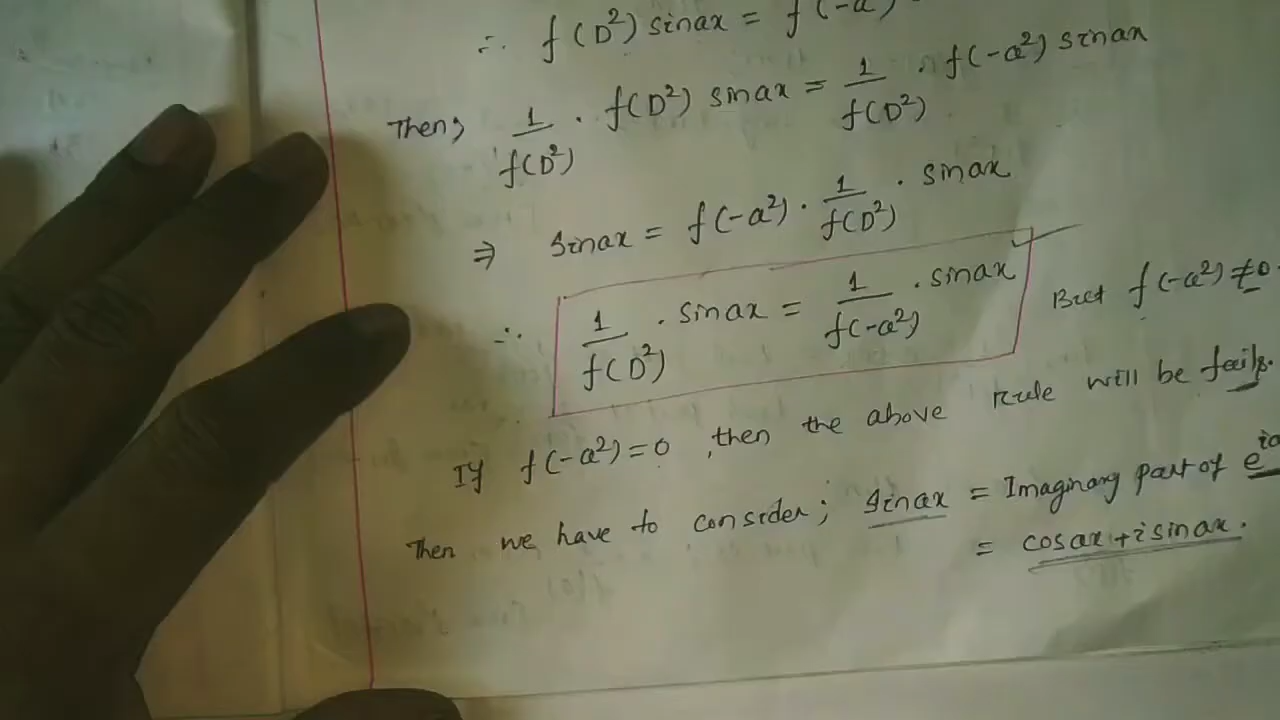 ∴ f(D²) sinax = f(-a²)
Then; 1/f(D²) · f(D²) sinax = 1/f(D²) · f(-a²) sinax
⇒ sinax = f(-a²) · 1/f(D²) · sinax
∴ 1/f(D²) · sinax = 1/f(-a²) · sinax But f(-a²) ≠ 0.
If f(-a²) = 0, then the above rule will be fails.
Then we have to consider; sinax = Imaginary part of
= cosax + i sinax.